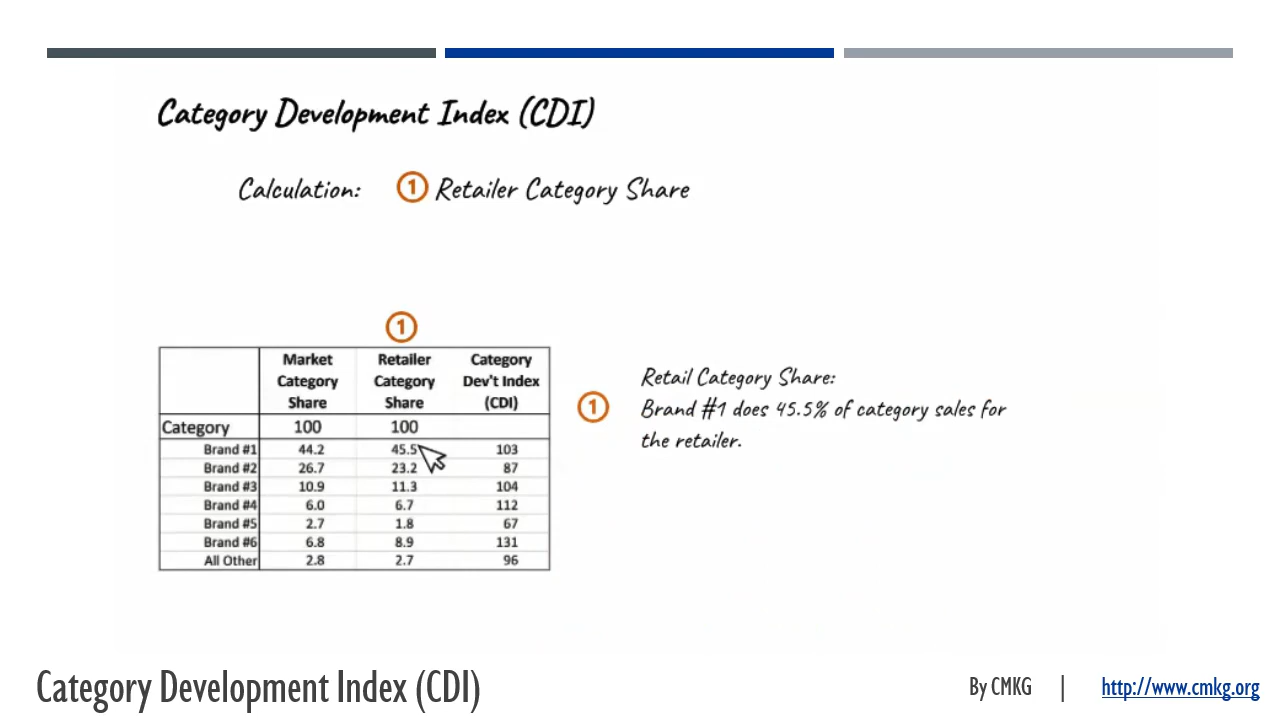 Category Development Index (CDI)
Calculation: 1 Retailer Category Share
1
Market Category Share Retailer Category Share Category Dev't Index (CDI)
Category 100 100
Brand #1 44.2 45.5 103
Brand #2 26.7 23.2 87
Brand #3 10.9 11.3 104
Brand #4 6.0 6.7 112
Brand #5 2.7 1.8 67
Brand #6 6.8 8.9 131
All Other 2.8 2.7 96
1
Retail Category Share:
Brand #1 does 45.5% of category sales for
the retailer.
Category Development Index (CDI)
By CMKG | http://www.cmkg.org